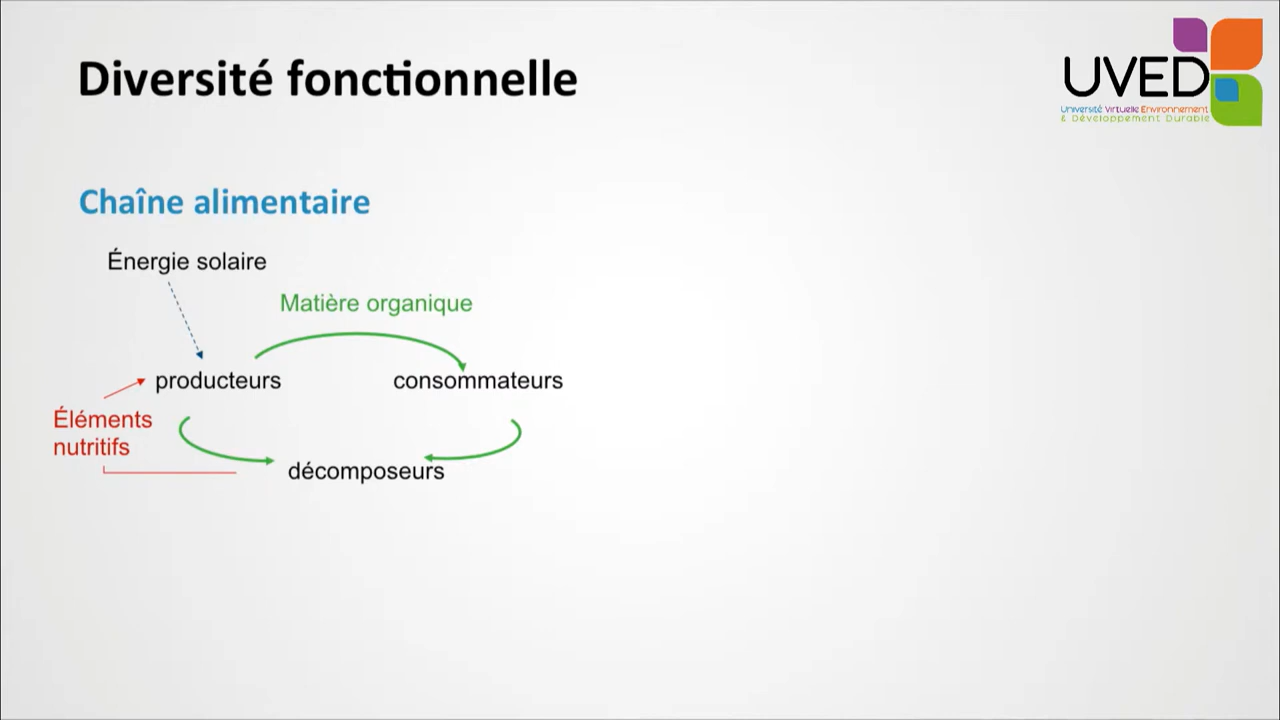 Diversité fonctionnelle
UVED
Université Virtuelle Environnement
& Développement Durable
Chaîne alimentaire
Énergie solaire
Matière organique
producteurs
consommateurs
Éléments
nutritifs
décomposeurs